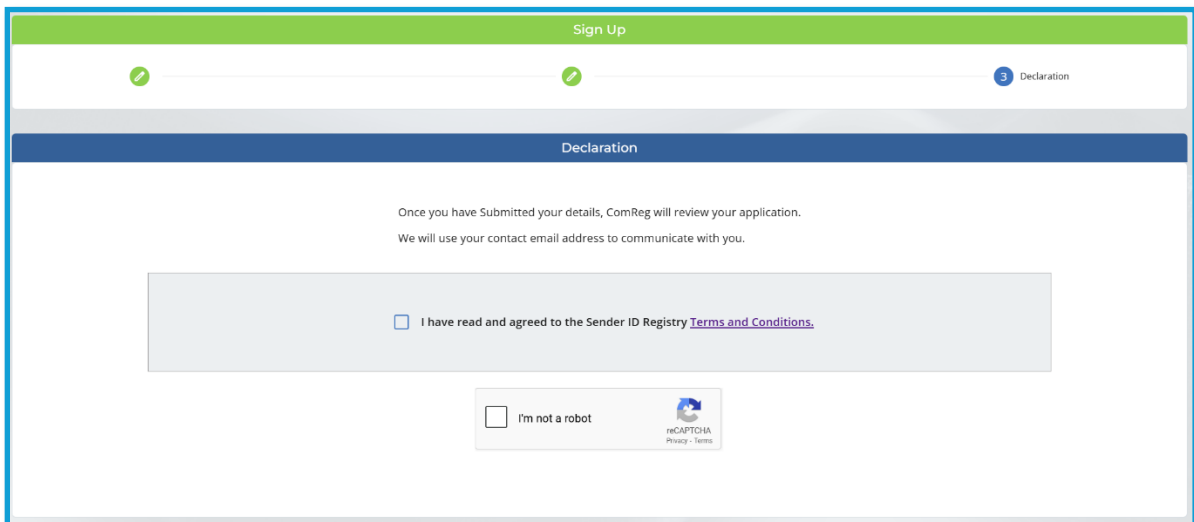 Sign Up
3 Declaration
Declaration
Once you have Submitted your details, ComReg will review your application.
We will use your contact email address to communicate with you.
I have read and agreed to the Sender ID Registry Terms and Conditions.
I'm not a robot
reCAPTCHA
Privacy - Terms